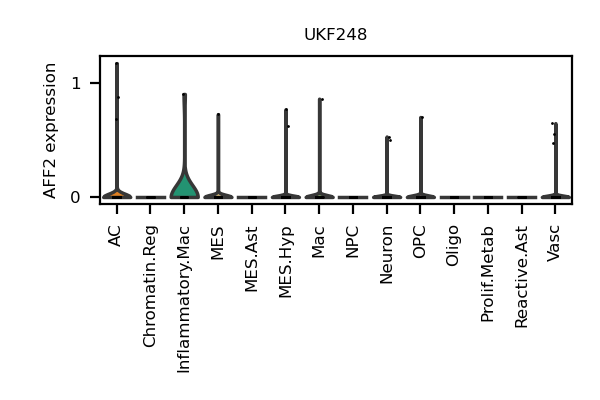 UKF248
AFF2 expression
1
0
AC
Chromatin.Reg
Inflammatory.Mac
MES
MES.Ast
MES.Hyp
Mac
NPC
Neuron
OPC
Oligo
Prolif.Metab
Reactive.Ast
Vasc